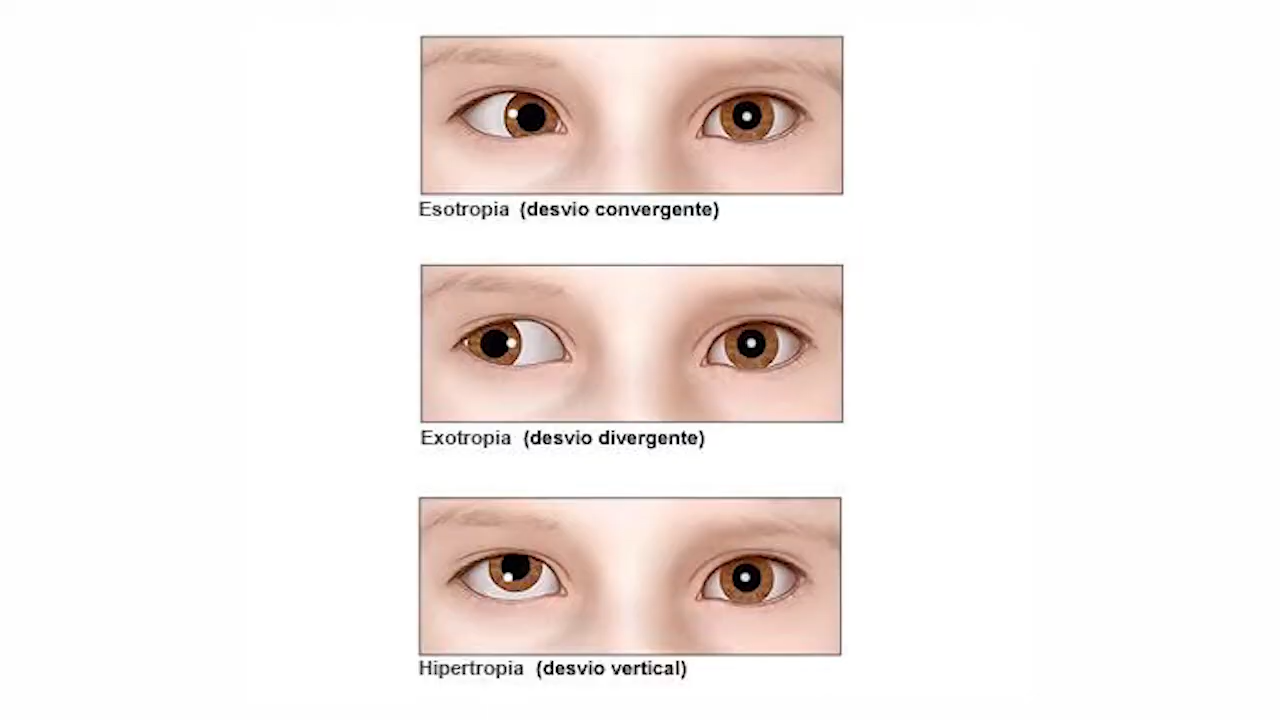 Esotropia (desvio convergente)
Exotropia (desvio divergente)
Hipertropia (desvio vertical)